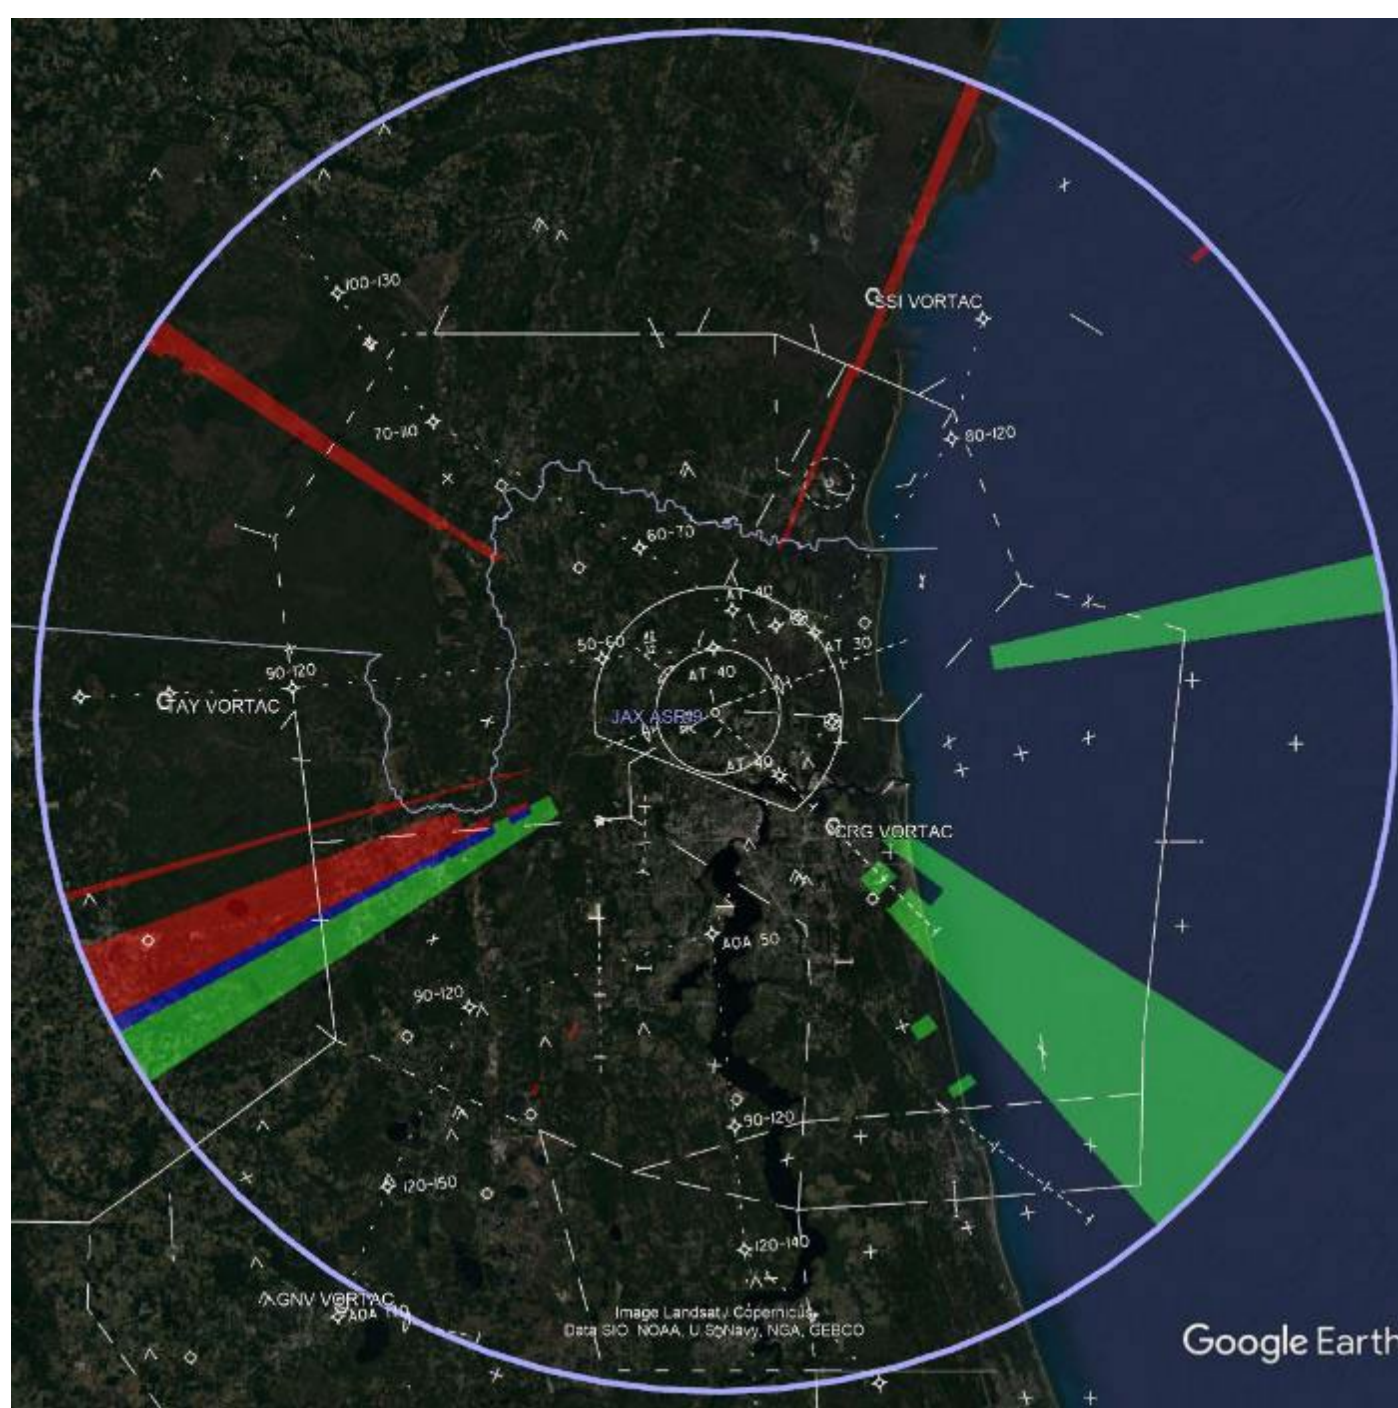 100-130
SSI VORTAC
70-110
80-120
60-70
AT 40
50-60
AT 30
90-120
AT 40
TAY VORTAC
JAX ASR9
AT 40
CRG VORTAC
AOA 50
90-120
90-120
120-150
120-140
GNV VORTAC
AOA 110
Image Landsat / Copernicus
Data SIO, NOAA, U.S. Navy, NGA, GEBCO
Google Earth